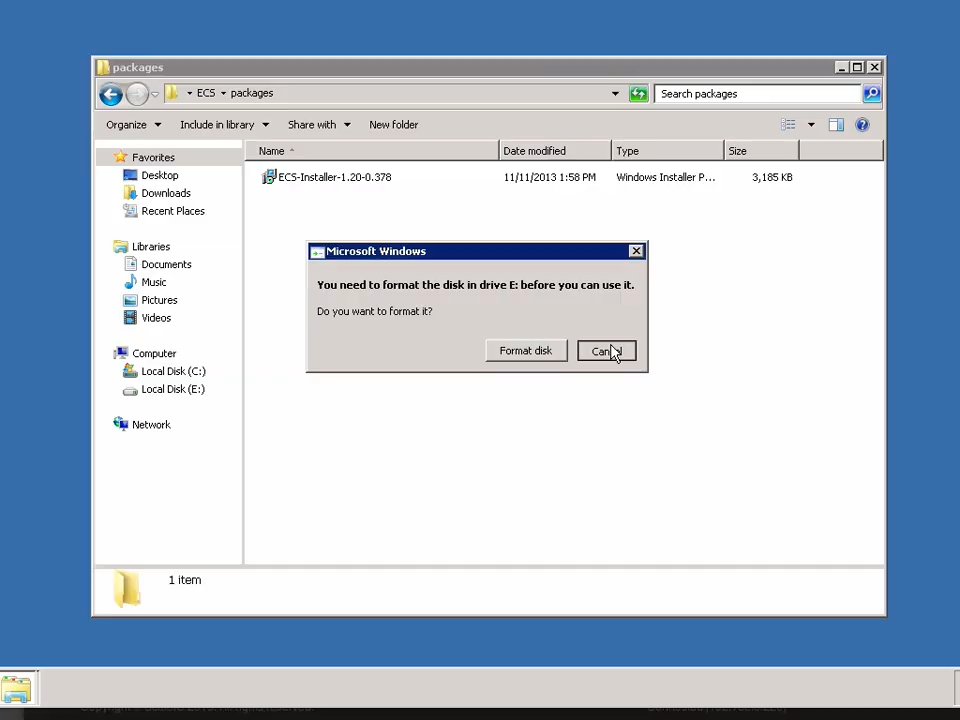 packages
ECS packages
Search packages
Organize Include in library Share with New folder
Name Date modified Type Size
Favorites
Desktop
Downloads
Recent Places
Libraries
Documents
Music
Pictures
Videos
Computer
Local Disk (C:)
Local Disk (E:)
Network
ECS-Installer-1.20-0.378 11/11/2013 1:58 PM Windows Installer P... 3,185 KB
Microsoft Windows
You need to format the disk in drive E: before you can use it.
Do you want to format it?
Format disk
1 item